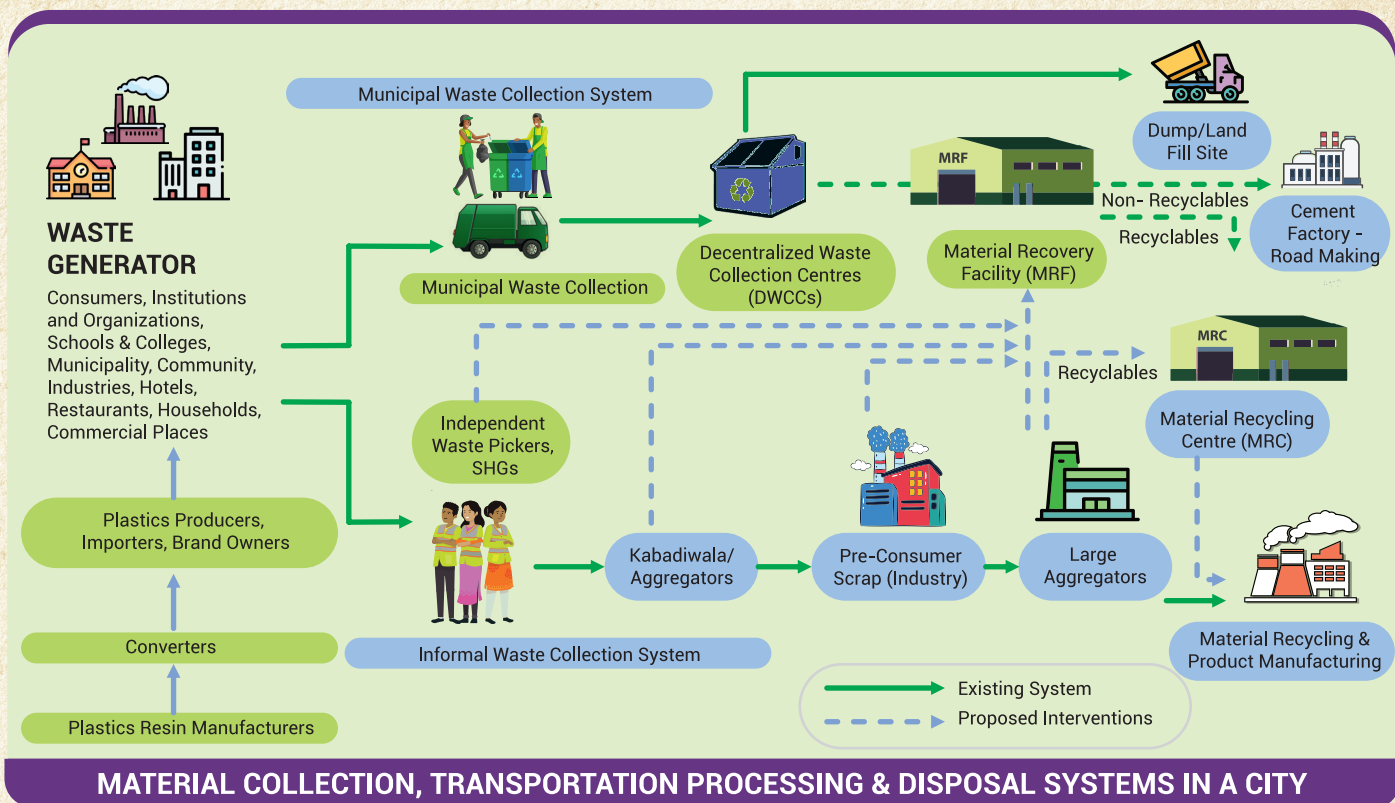 Municipal Waste Collection System
WASTE
GENERATOR
Consumers, Institutions
and Organizations,
Schools & Colleges,
Municipality, Community,
Industries, Hotels,
Restaurants, Households,
Commercial Places
Plastics Producers,
Importers, Brand Owners
Converters
Plastics Resin Manufacturers
Municipal Waste Collection
Decentralized Waste
Collection Centres
(DWCCs)
MRF
Material Recovery
Facility (MRF)
Dump/Land
Fill Site
Non- Recyclables
Recyclables
Cement
Factory -
Road Making
MRC
Recyclables
Material Recycling
Centre (MRC)
Independent
Waste Pickers,
SHGs
Kabadiwala/
Aggregators
Pre-Consumer
Scrap (Industry)
Large
Aggregators
Material Recycling &
Product Manufacturing
Informal Waste Collection System
Existing System
Proposed Interventions
MATERIAL COLLECTION, TRANSPORTATION PROCESSING & DISPOSAL SYSTEMS IN A CITY